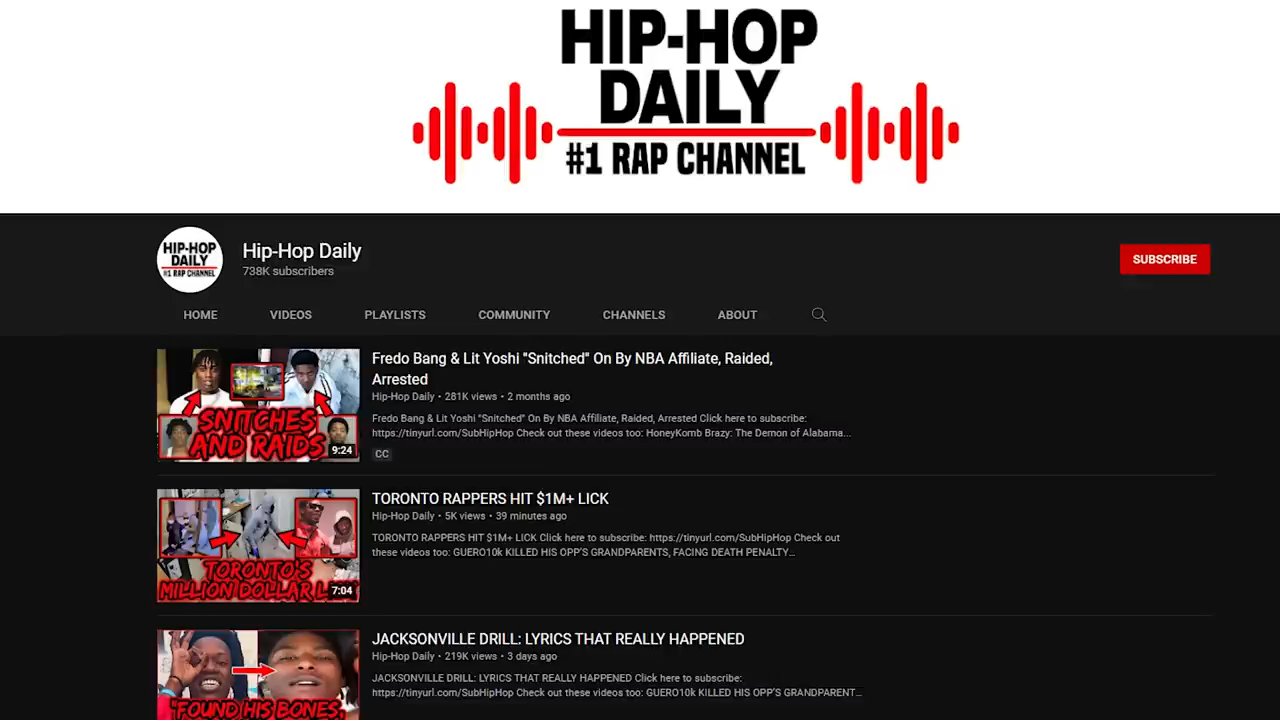 HIP-HOP
DAILY
#1 RAP CHANNEL
HIP-HOP
DAILY
#1 RAP CHANNEL
Hip-Hop Daily
738K subscribers
SUBSCRIBE
HOME
VIDEOS
PLAYLISTS
COMMUNITY
CHANNELS
ABOUT
SNITCHES
AND RAIDS
9:24
Fredo Bang & Lit Yoshi "Snitched" On By NBA Affiliate, Raided,
Arrested
Hip-Hop Daily • 281K views • 2 months ago
Fredo Bang & Lit Yoshi "Snitched" On By NBA Affiliate, Raided, Arrested Click here to subscribe:
https://tinyurl.com/SubHipHop Check out these videos too: HoneyKomb Brazy: The Demon of Alabama...
CC
TORONTO'S
MILLION DOLLAR L
7:04
TORONTO RAPPERS HIT $1M+ LICK
Hip-Hop Daily • 5K views • 39 minutes ago
TORONTO RAPPERS HIT $1M+ LICK Click here to subscribe: https://tinyurl.com/SubHipHop Check out
these videos too: GUERO10k KILLED HIS OPP'S GRANDPARENTS, FACING DEATH PENALTY...
"FOUND HIS BONES,
JACKSONVILLE DRILL: LYRICS THAT REALLY HAPPENED
Hip-Hop Daily • 219K views • 3 days ago
JACKSONVILLE DRILL: LYRICS THAT REALLY HAPPENED Click here to subscribe:
https://tinyurl.com/SubHipHop Check out these videos too: GUERO10k KILLED HIS OPP'S GRANDPARENT...